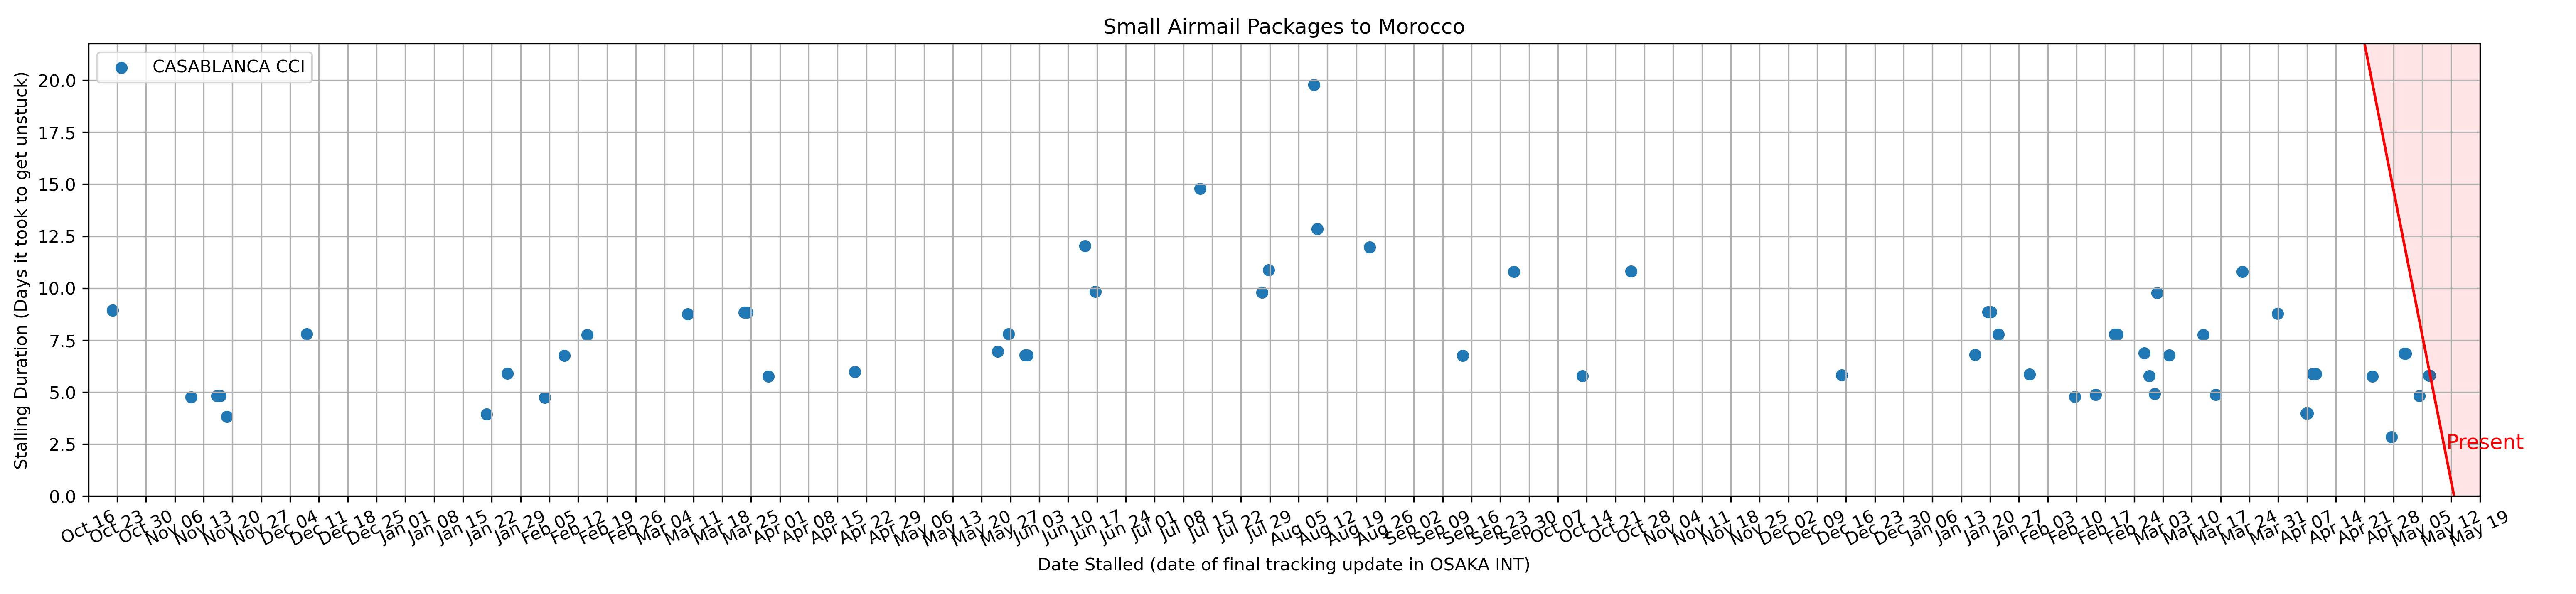 Small Airmail Packages to Morocco
CASABLANCA CCI
Stalling Duration (Days it took to get unstuck)
20.0
17.5
15.0
12.5
10.0
7.5
5.0
2.5
0.0
Present
Oct 16
Oct 23
Oct 30
Nov 06
Nov 13
Nov 20
Nov 27
Dec 04
Dec 11
Dec 18
Dec 25
Jan 01
Jan 08
Jan 15
Jan 22
Jan 29
Feb 05
Feb 12
Feb 19
Feb 26
Mar 04
Mar 11
Mar 18
Mar 25
Apr 01
Apr 08
Apr 15
Apr 22
Apr 29
May 06
May 13
May 20
May 27
Jun 03
Jun 10
Jun 17
Jun 24
Jul 01
Jul 08
Jul 15
Jul 22
Jul 29
Aug 05
Aug 12
Aug 19
Aug 26
Sep 02
Sep 09
Sep 16
Sep 23
Sep 30
Oct 07
Oct 14
Oct 21
Oct 28
Nov 04
Nov 11
Nov 18
Nov 25
Dec 02
Dec 09
Dec 16
Dec 23
Dec 30
Jan 06
Jan 13
Jan 20
Jan 27
Feb 03
Feb 10
Feb 17
Feb 24
Mar 03
Mar 10
Mar 17
Mar 24
Mar 31
Apr 07
Apr 14
Apr 21
Apr 28
May 05
May 12
May 19
Date Stalled (date of final tracking update in OSAKA INT)